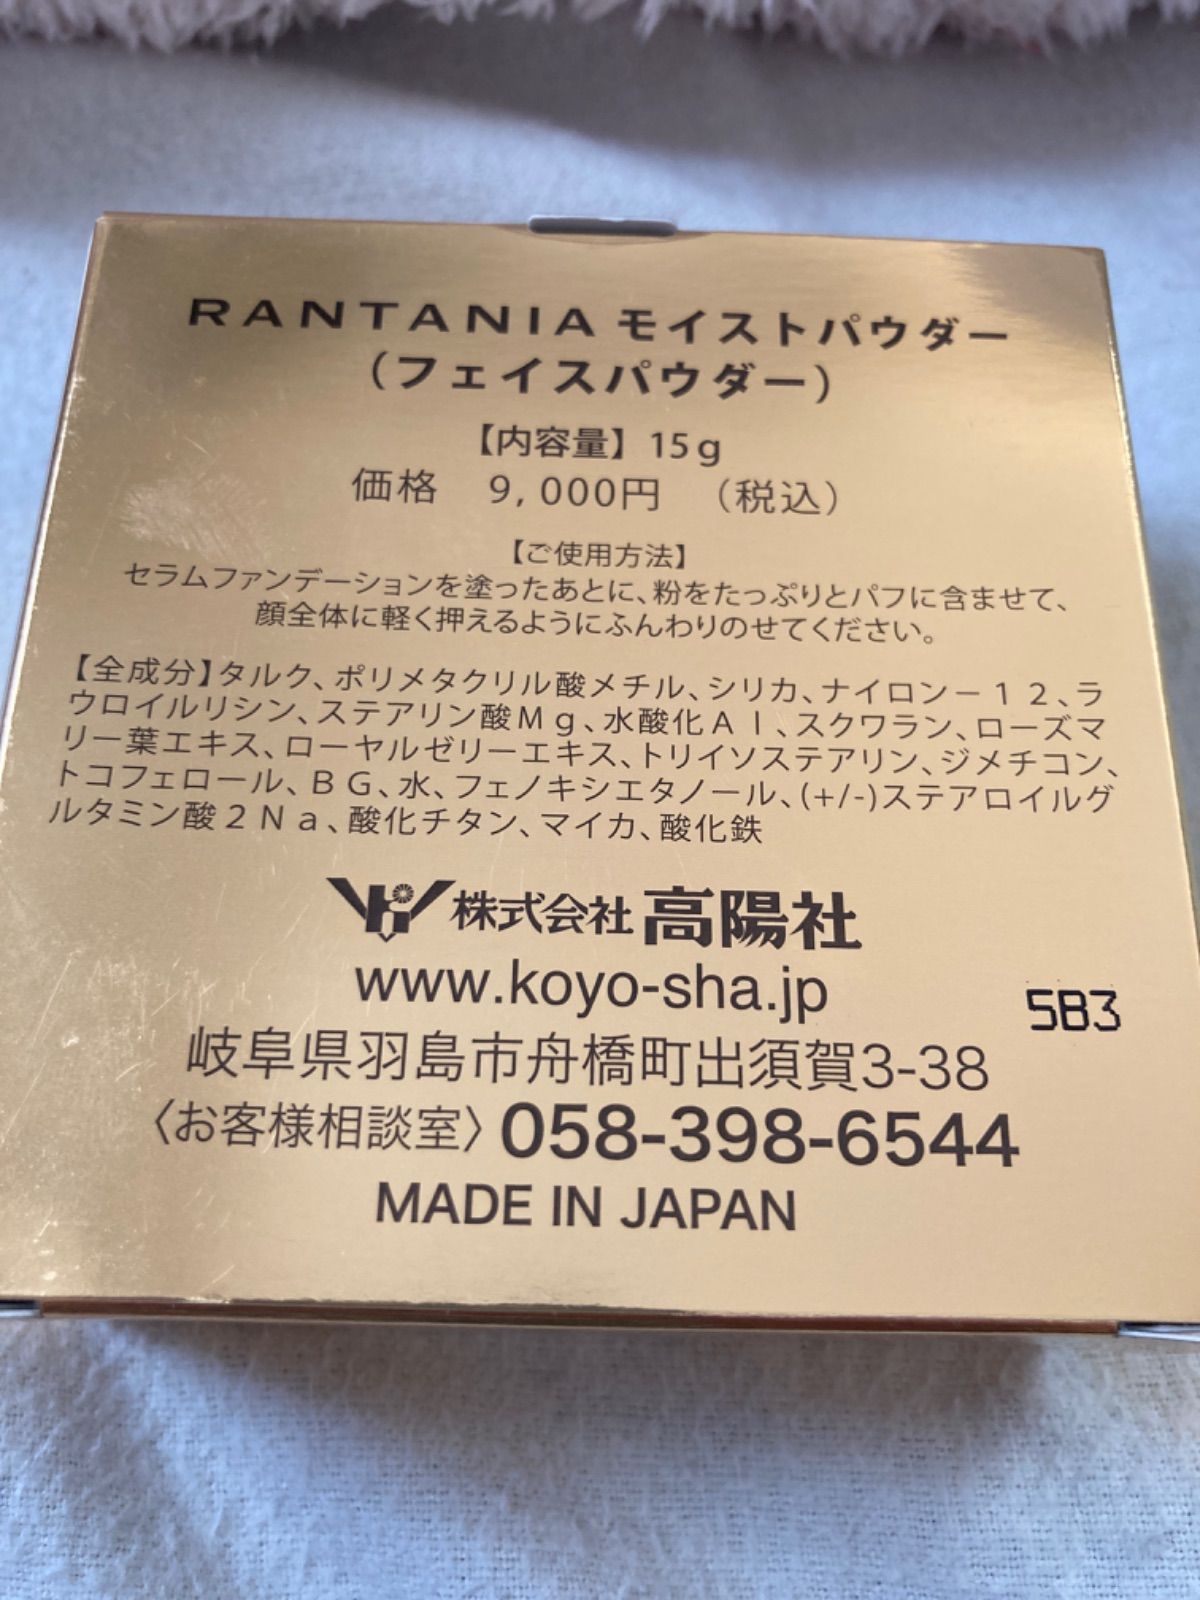 RANTANIA モイストパウダー
（フェイスパウダー）
【内容量】15g
価格　9,000円　（税込）
【ご使用方法】
セラムファンデーションを塗ったあとに、粉をたっぷりとパフに含ませて、
顔全体に軽く押えるようにふんわりのせてください。
【全成分】タルク、ポリメタクリル酸メチル、シリカ、ナイロン－１２、ラ
ウロイルリシン、ステアリン酸Ｍｇ、水酸化Ａｌ、スクワラン、ローズマ
リー葉エキス、ローヤルゼリーエキス、トリイソステアリン、ジメチコン、
トコフェロール、ＢＧ、水、フェノキシエタノール、(+/-)ステアロイルグ
ルタミン酸２Ｎａ、酸化チタン、マイカ、酸化鉄
株式会社 高陽社
www.koyo-sha.jp
5B3
岐阜県羽島市舟橋町出須賀3-38
〈お客様相談室〉058-398-6544
MADE IN JAPAN